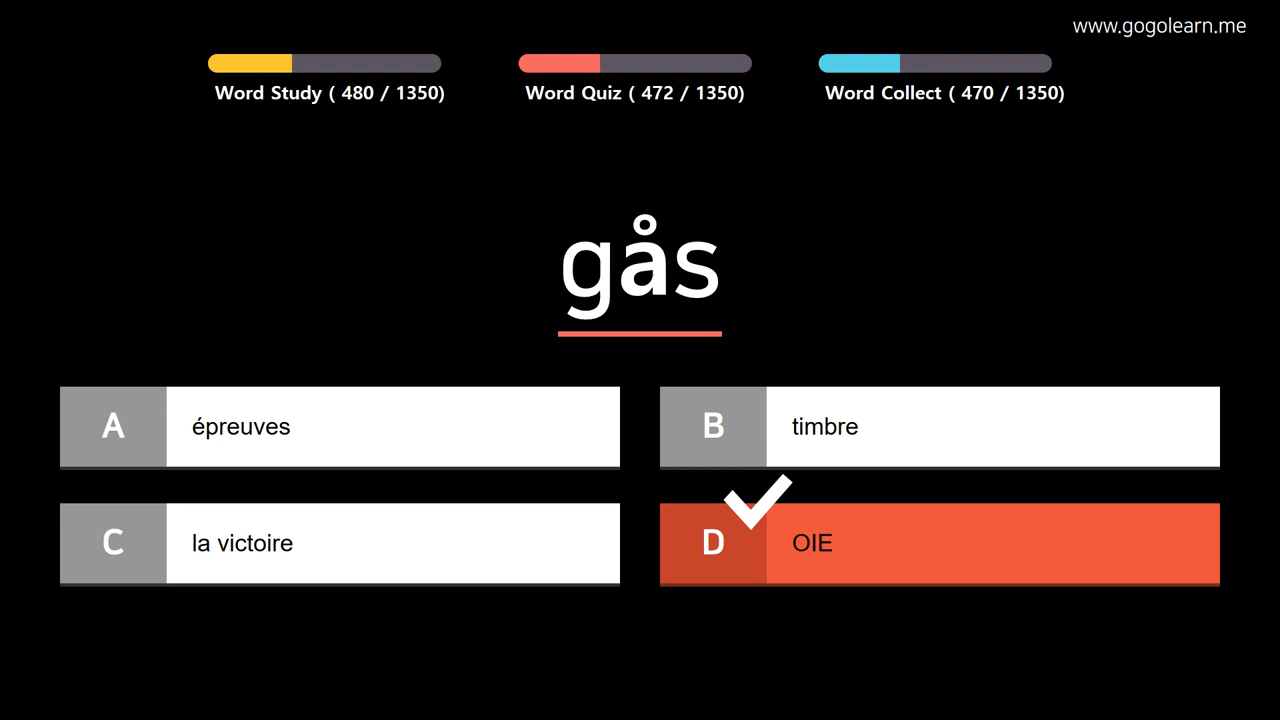 www.gogolearn.me
Word Study ( 480 / 1350)
Word Quiz ( 472 / 1350)
Word Collect ( 470 / 1350)
gås
A épreuves
B timbre
C la victoire
D OIE